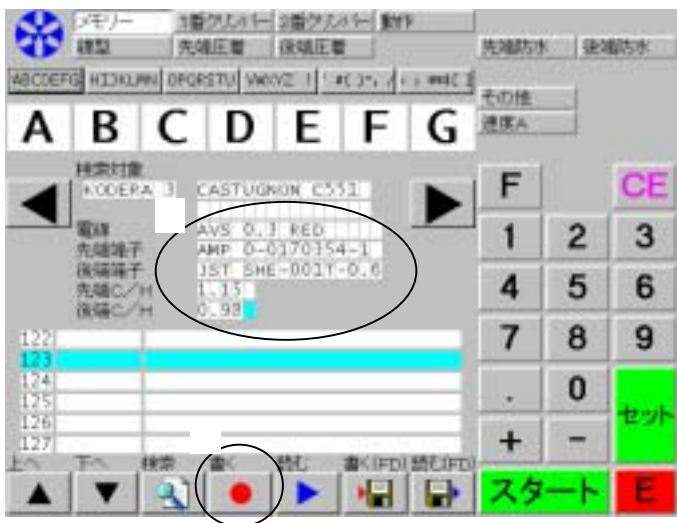 メモリー 1番クリンパー 2番クリンパー 動作
線型 先端圧着 後端圧着 先端防水 後端防水
ABCDEFG HIJKLMN OPQRSTU VWXYZ
その他
A B C D E F G 速度A
検索対象
KODERA 3 CASTUGNON C551
F CE
電線 AVS 0.3 RED
先端端子 AMP 0-0170354-1
後端端子 JST SHE-001T-0.6
先端C/H 1.15
後端C/H 0.98
1 2 3
4 5 6
7 8 9
. 0 セット
+ -
122
123
124
125
126
127
上へ 下へ 検索 書く 読む 書く(FD) 読む(FD)
スタート E